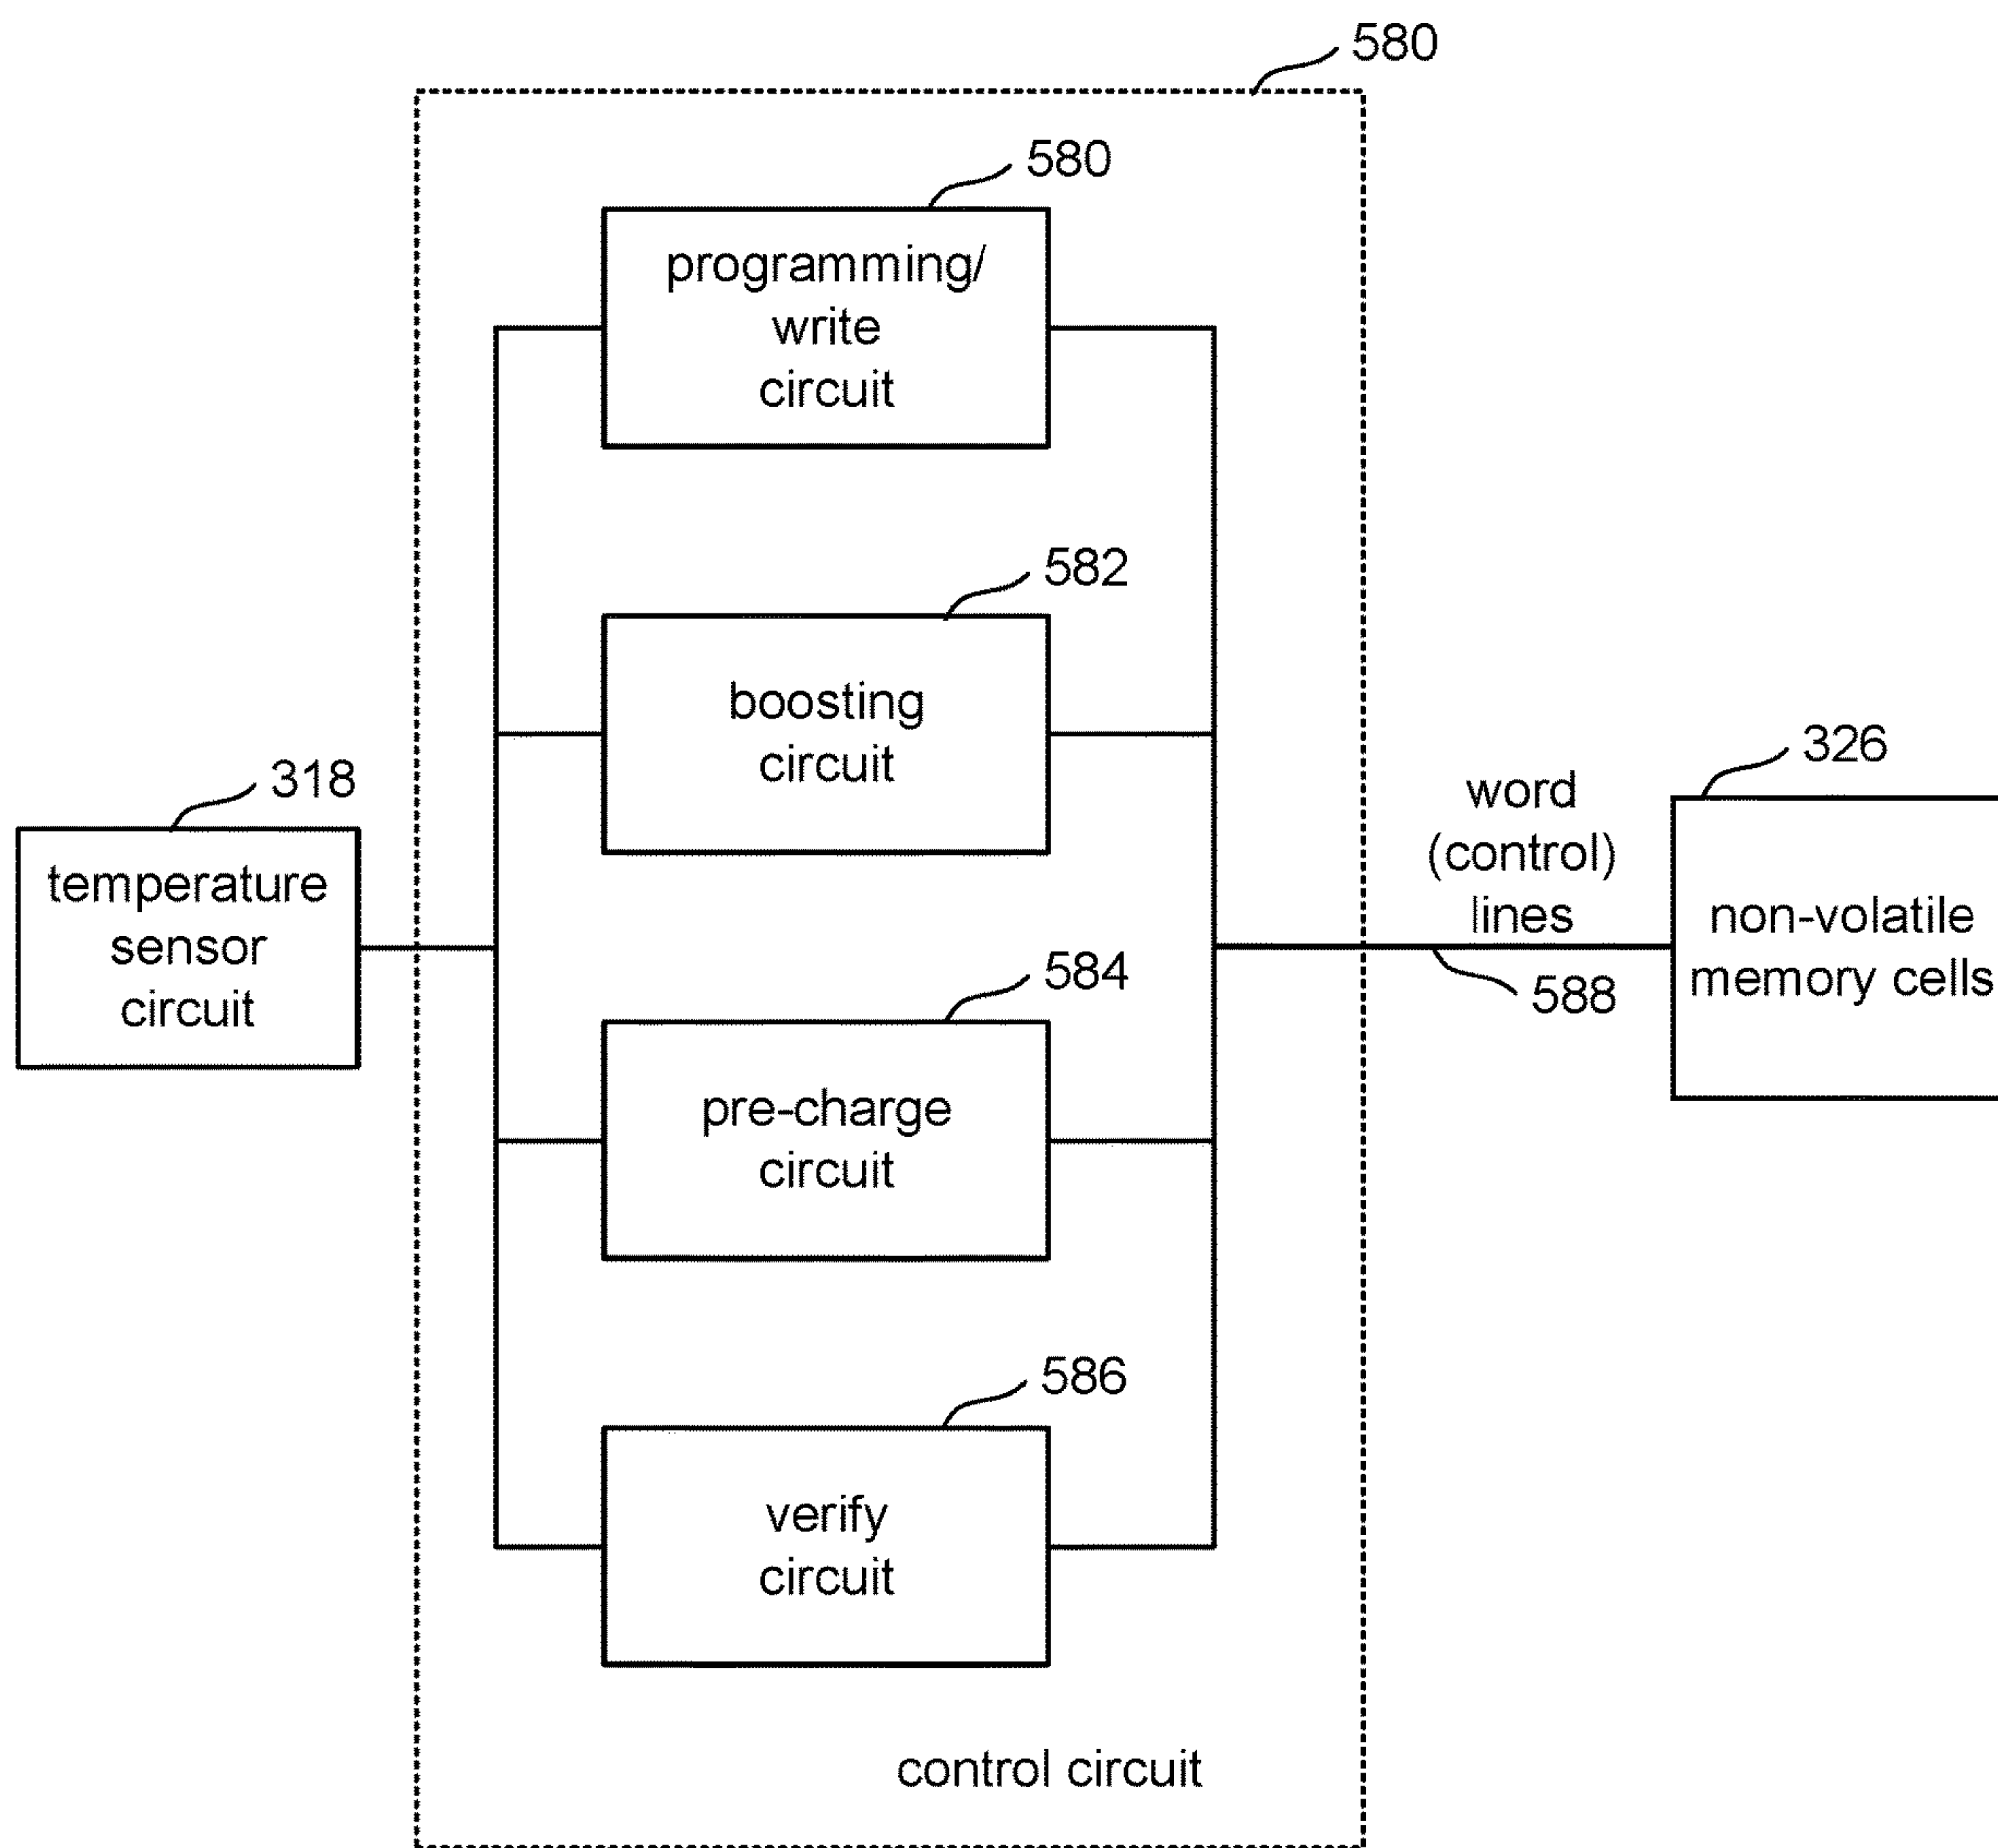 580
580
programming/
write
circuit
582
boosting
circuit
318
temperature
sensor
circuit
word
(control)
lines
588
326
non-volatile
memory cells
584
pre-charge
circuit
586
verify
circuit
control circuit